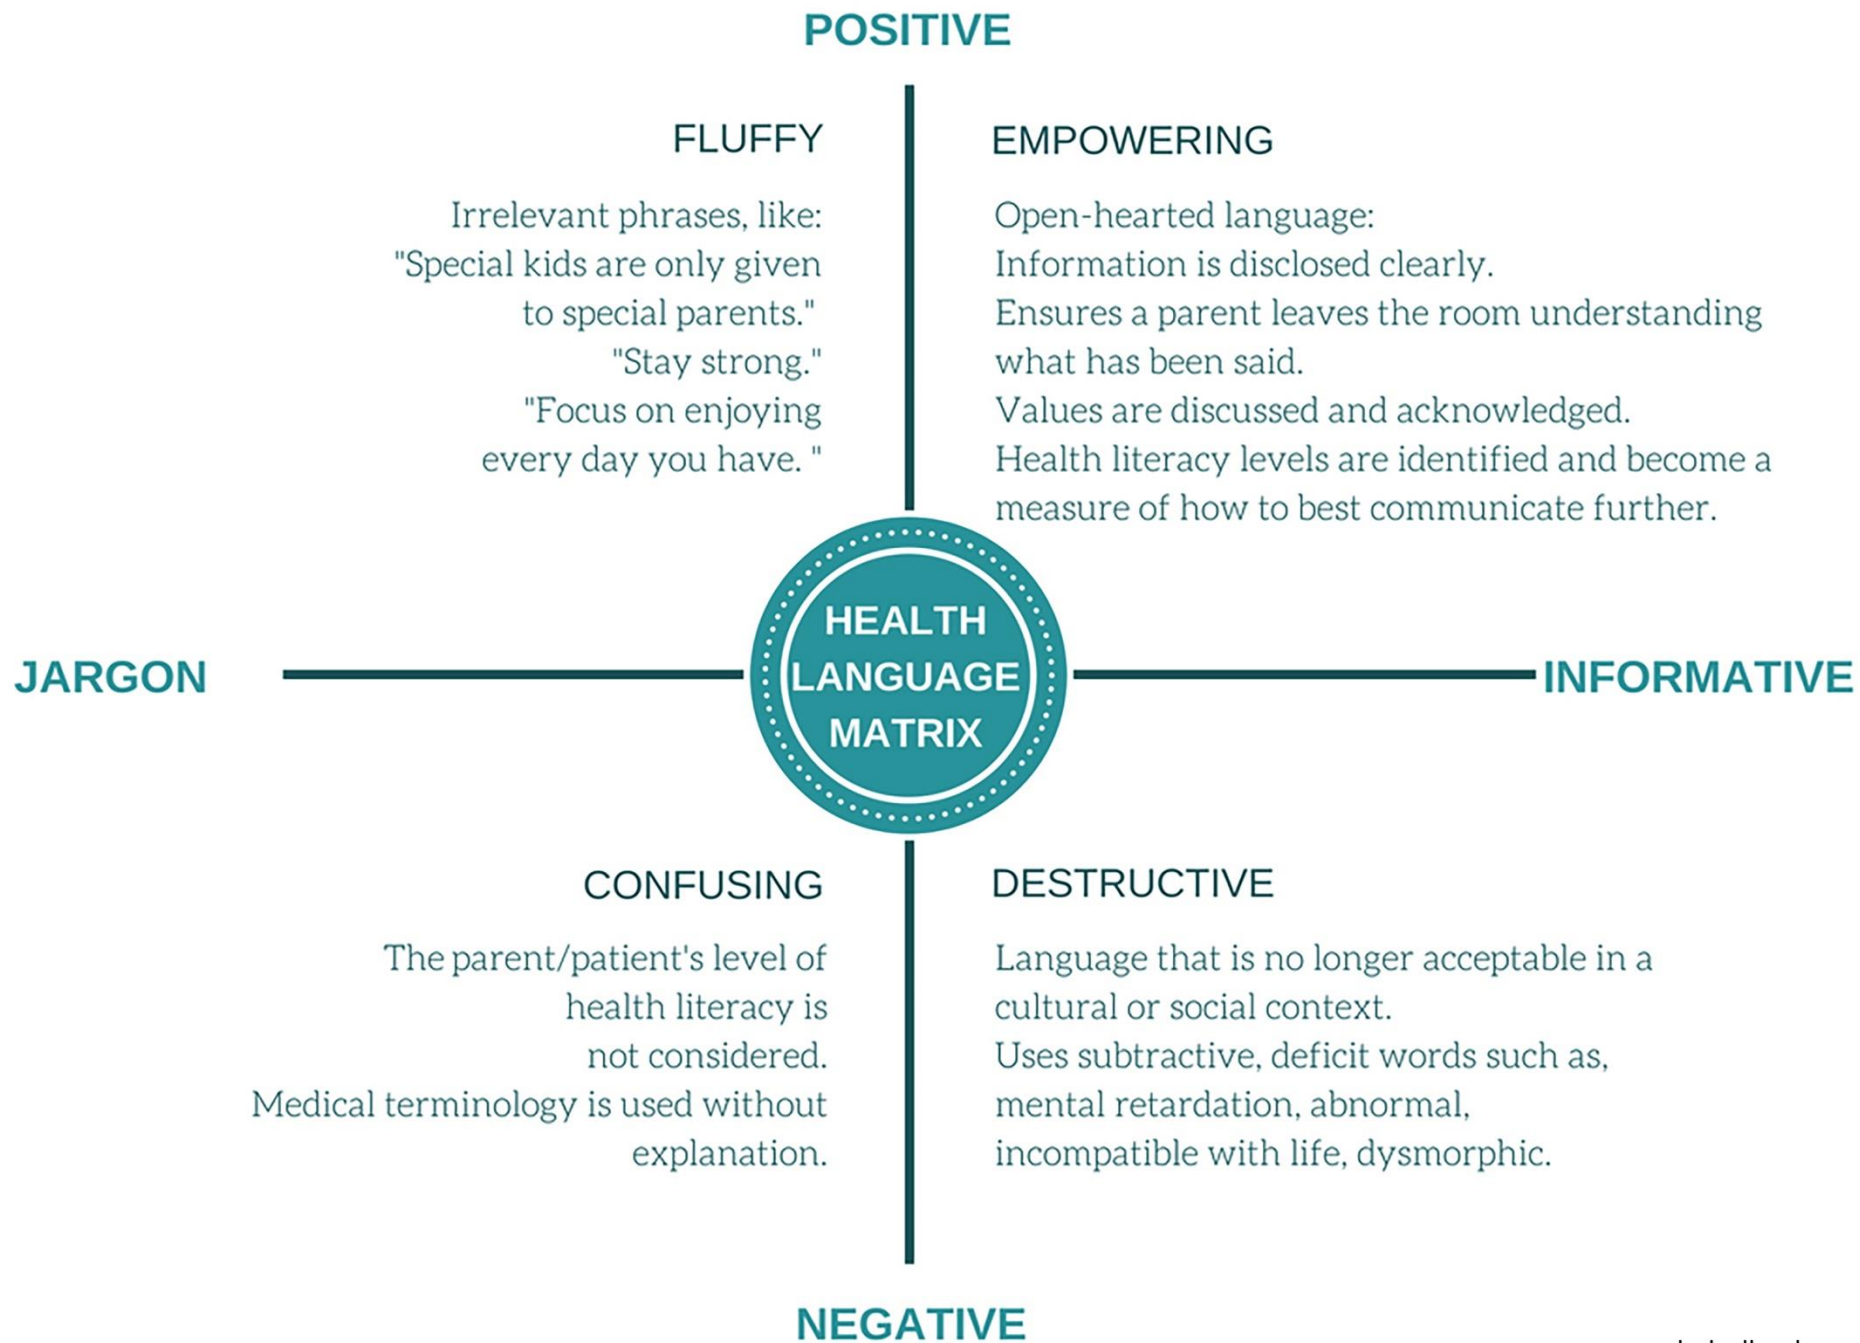 POSITIVE
FLUFFY
Irrelevant phrases, like:
"Special kids are only given
to special parents."
"Stay strong."
"Focus on enjoying
every day you have. "
EMPOWERING
Open-hearted language:
Information is disclosed clearly.
Ensures a parent leaves the room understanding
what has been said.
Values are discussed and acknowledged.
Health literacy levels are identified and become a
measure of how to best communicate further.
JARGON
HEALTH
LANGUAGE
MATRIX
INFORMATIVE
CONFUSING
The parent/patient's level of
health literacy is
not considered.
Medical terminology is used without
explanation.
DESTRUCTIVE
Language that is no longer acceptable in a
cultural or social context.
Uses subtractive, deficit words such as,
mental retardation, abnormal,
incompatible with life, dysmorphic.
NEGATIVE